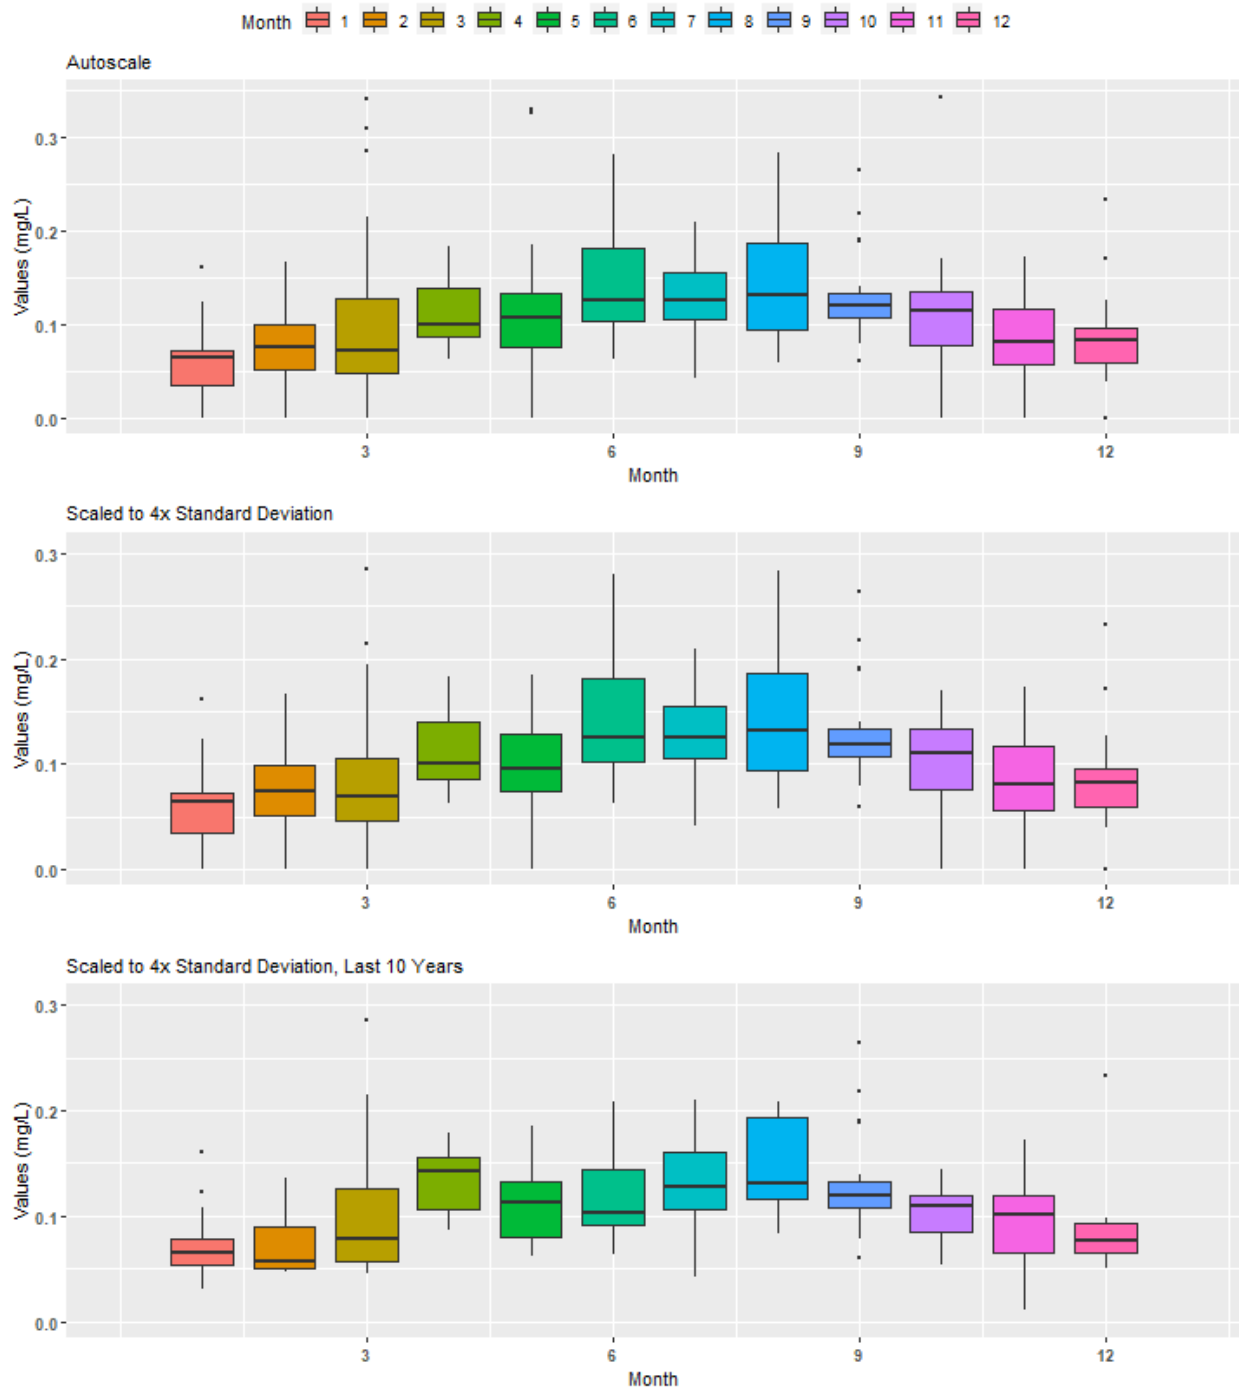 Month 1 2 3 4 5 6 7 8 9 10 11 12
Autoscale
Values (mg/L)
0.3
0.2
0.1
0.0
3 6 9 12
Month
Scaled to 4x Standard Deviation
Values (mg/L)
0.3
0.2
0.1
0.0
3 6 9 12
Month
Scaled to 4x Standard Deviation, Last 10 Years
Values (mg/L)
0.3
0.2
0.1
0.0
3 6 9 12
Month